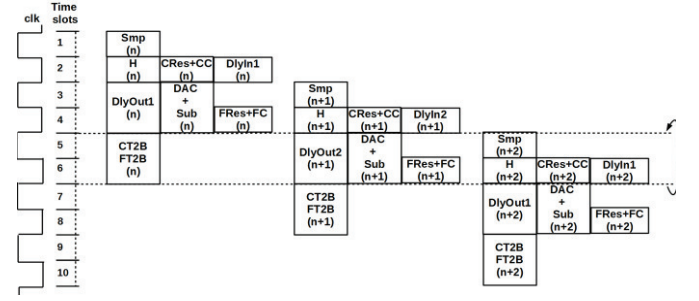 clk
Time
slots
1
2
3
4
5
6
7
8
9
10
Smp
(n)
H
(n)
CRes+CC
(n)
DlyIn1
(n)
DlyOut1
(n)
DAC
+
Sub
(n)
FRes+FC
(n)
CT2B
FT2B
(n)
Smp
(n+1)
H
(n+1)
CRes+CC
(n+1)
DlyIn2
(n+1)
DlyOut2
(n+1)
DAC
+
Sub
(n+1)
FRes+FC
(n+1)
CT2B
FT2B
(n+1)
Smp
(n+2)
H
(n+2)
CRes+CC
(n+2)
DlyIn1
(n+2)
DlyOut1
(n+2)
DAC
+
Sub
(n+2)
FRes+FC
(n+2)
CT2B
FT2B
(n+2)